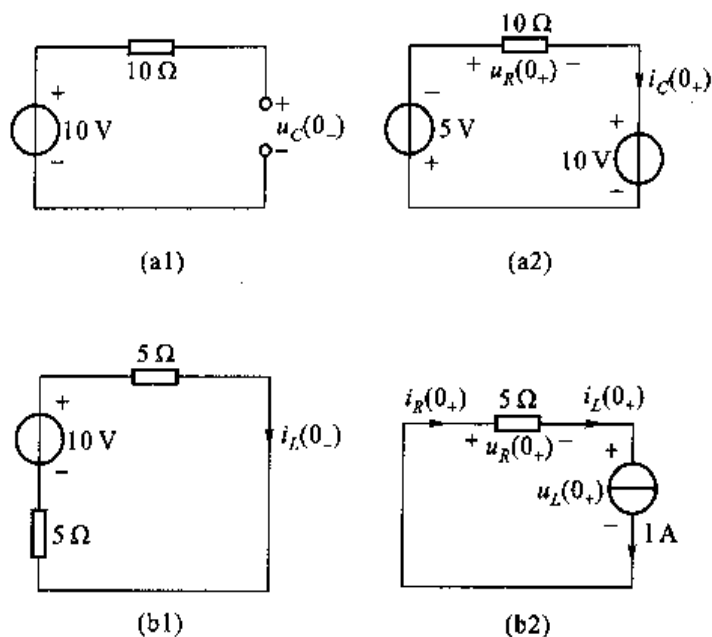 10 Ω
10 V
+
−
+
u_C(0_−)
−
(a1)
10 Ω
+ u_R(0_+) −
i_C(0_+)
−
5 V
+
+
10 V
−
(a2)
5 Ω
+
10 V
−
i_L(0_−)
5 Ω
(b1)
i_R(0_+)
5 Ω
i_L(0_+)
+ u_R(0_+) −
+
u_L(0_+)
−
1 A
(b2)